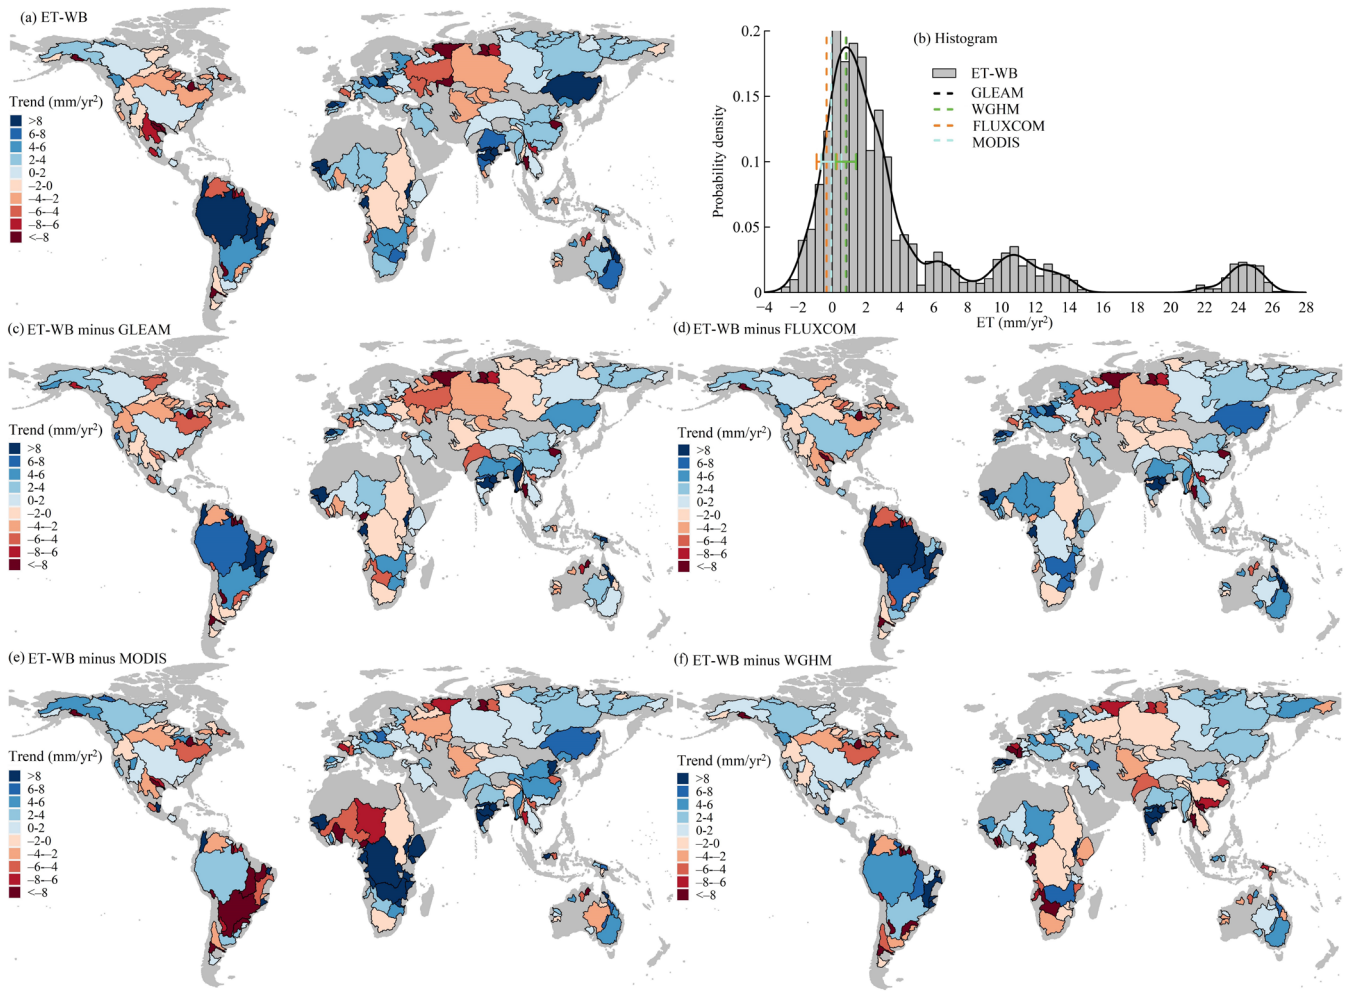 (a) ET-WB
Trend (mm/yr²)
>8
6-8
4-6
2-4
–2-0
–4-–2
–6-–4
–8-–6
<–8
(b) Histogram
ET-WB
GLEAM
WGHM
FLUXCOM
MODIS
Probability density
0.2
0.15
0.1
0.05
0
–4 –2 0 2 4 6 8 10 12 14 16 18 20 22 24 26 28
ET (mm/yr²)
(c) ET-WB minus GLEAM
Trend (mm/yr²)
>8
6-8
4-6
2-4
0-2
–2-0
–4-–2
–6-–4
–8-–6
<–8
(d) ET-WB minus FLUXCOM
Trend (mm/yr²)
>8
6-8
4-6
2-4
0-2
–2-0
–4-–2
–6-–4
–8-–6
<–8
(e) ET-WB minus MODIS
Trend (mm/yr²)
>8
6-8
4-6
2-4
0-2
–2-0
–4-–2
–6-–4
–8-–6
<–8
(f) ET-WB minus WGHM
Trend (mm/yr²)
>8
6-8
4-6
2-4
0-2
–2-0
–4-–2
–6-–4
–8-–6
<–8